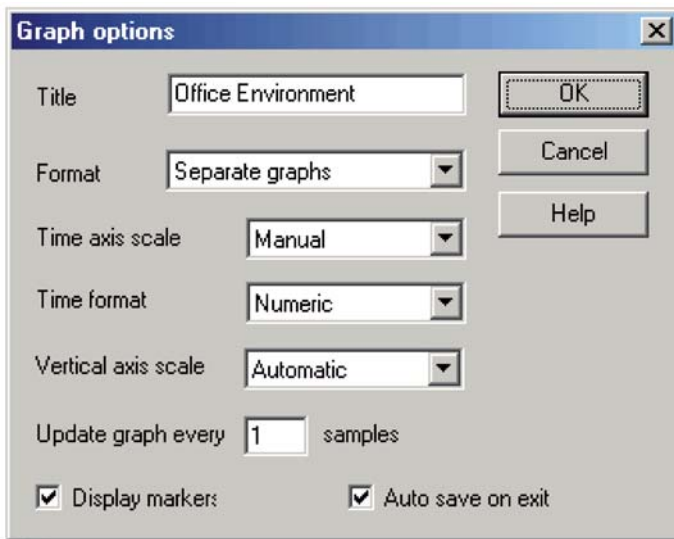 Graph options
Title Office Environment
OK
Cancel
Format Separate graphs
Help
Time axis scale Manual
Time format Numeric
Vertical axis scale Automatic
Update graph every 1 samples
Display markers Auto save on exit